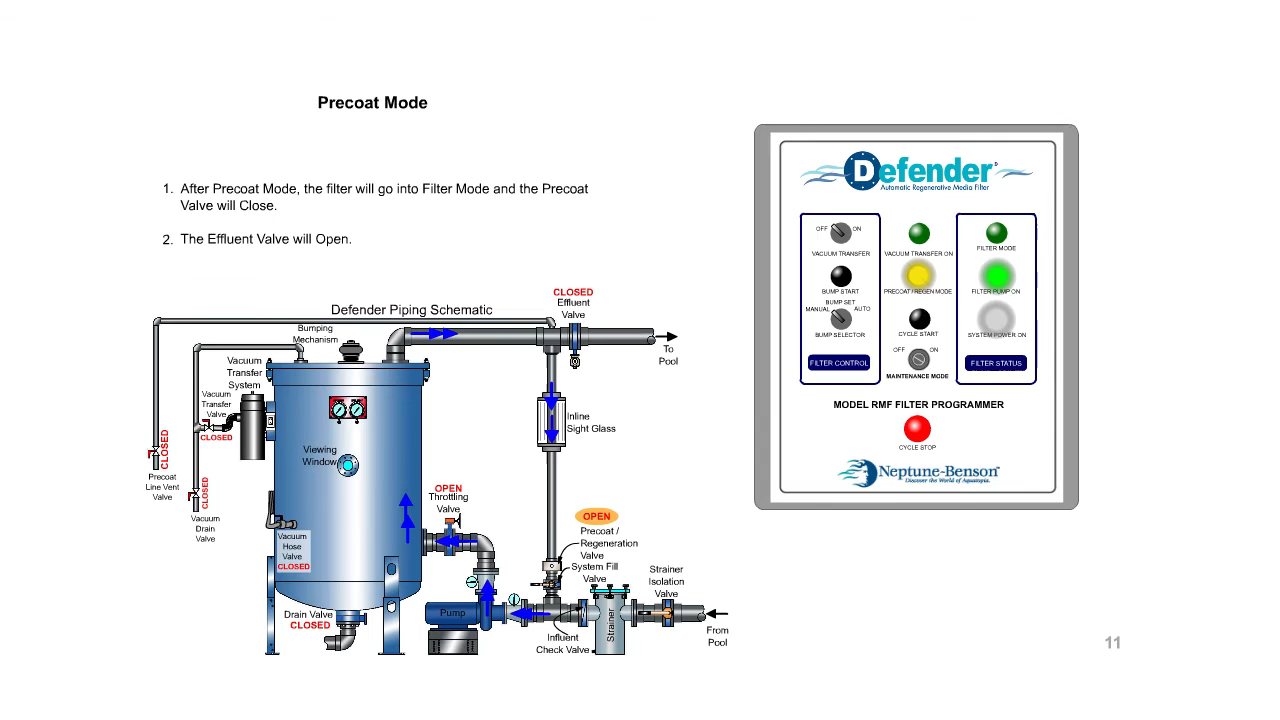 Precoat Mode
1. After Precoat Mode, the filter will go into Filter Mode and the Precoat
Valve will Close.
2. The Effluent Valve will Open.
Defender Piping Schematic
CLOSED
Effluent
Valve
Bumping
Mechanism
To
Pool
Vacuum
Transfer
System
Vacuum
Transfer
Valve
CLOSED
Inline
Sight Glass
CLOSED
Precoat
Line Vent
Valve
CLOSED
Vacuum
Drain
Valve
Viewing
Window
OPEN
Throttling
Valve
Vacuum
Hose
Valve
CLOSED
OPEN
Precoat /
Regeneration
Valve
System Fill
Valve
Strainer
Isolation
Valve
Drain Valve
CLOSED
Pump
Strainer
Influent
Check Valve
From
Pool
Defender
Automatic Regenerative Media Filter
OFF ON
VACUUM TRANSFER
VACUUM TRANSFER ON
FILTER MODE
BUMP START
PRECOAT / REGEN MODE
FILTER PUMP ON
BUMP SET
MANUAL AUTO
BUMP SELECTOR
CYCLE START
SYSTEM POWER ON
OFF ON
FILTER CONTROL
MAINTENANCE MODE
FILTER STATUS
MODEL RMF FILTER PROGRAMMER
CYCLE STOP
Neptune-Benson™
Discover the World of Aquatopia.
11